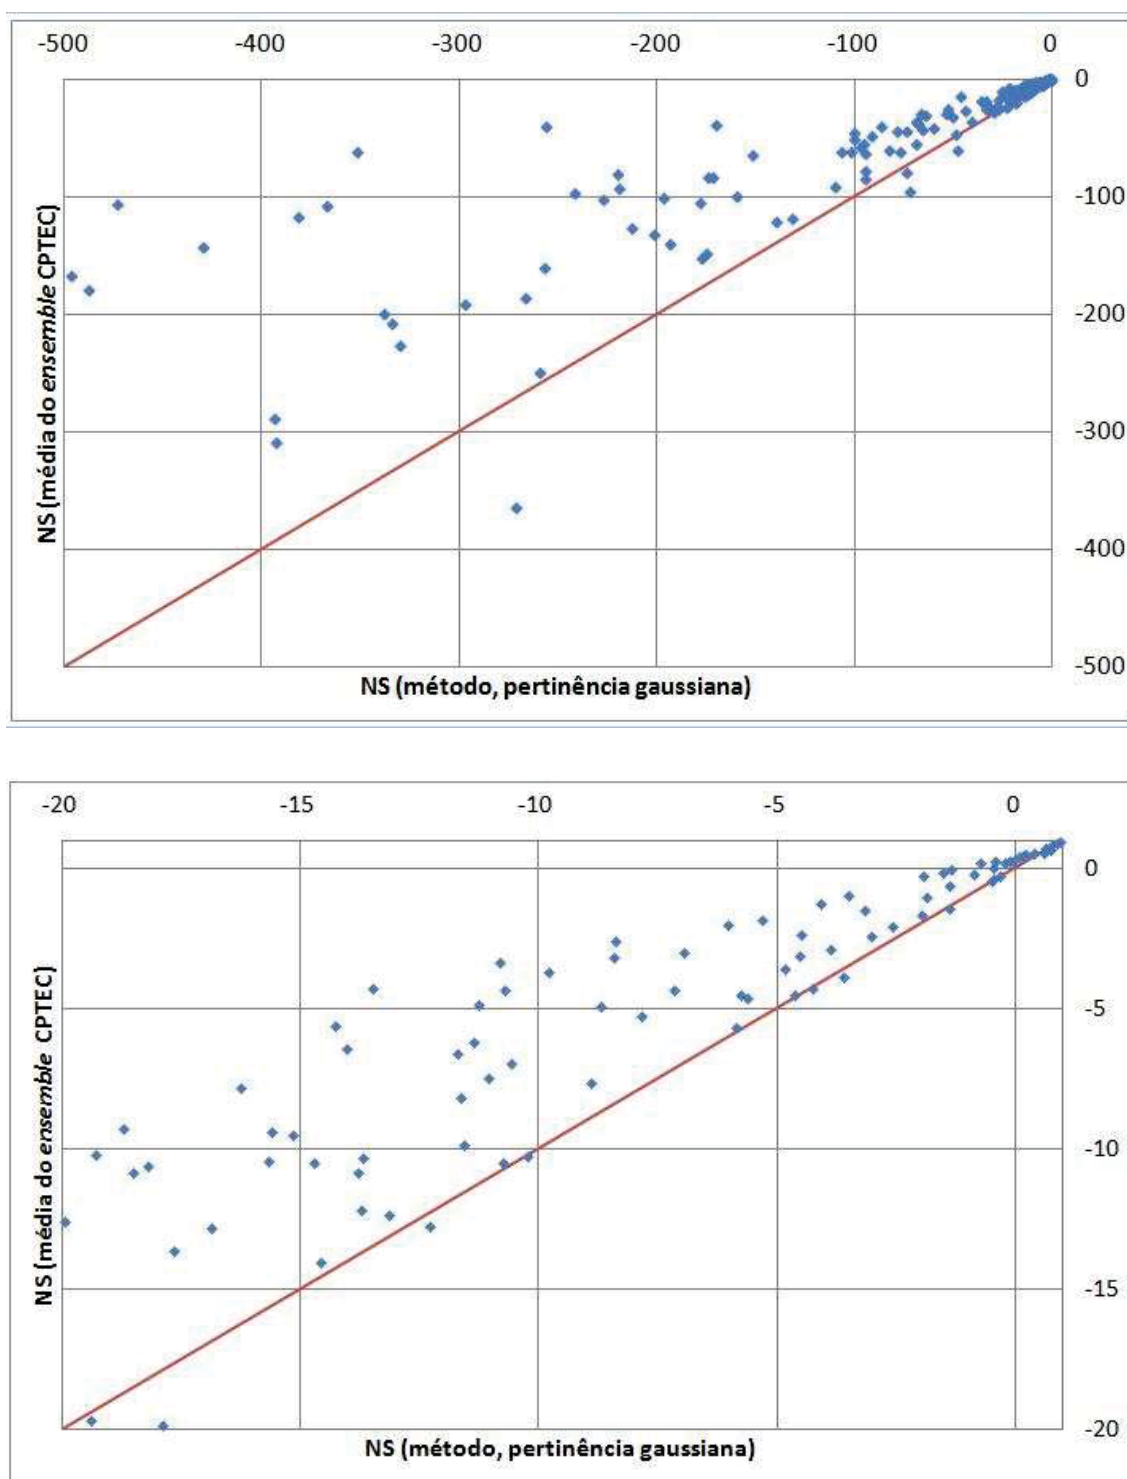 -500 -400 -300 -200 -100 0
0
-100
-200
-300
-400
-500
NS (média do ensemble CPTEC)
NS (método, pertinência gaussiana)
-20 -15 -10 -5 0
0
-5
-10
-15
-20
NS (média do ensemble CPTEC)
NS (método, pertinência gaussiana)